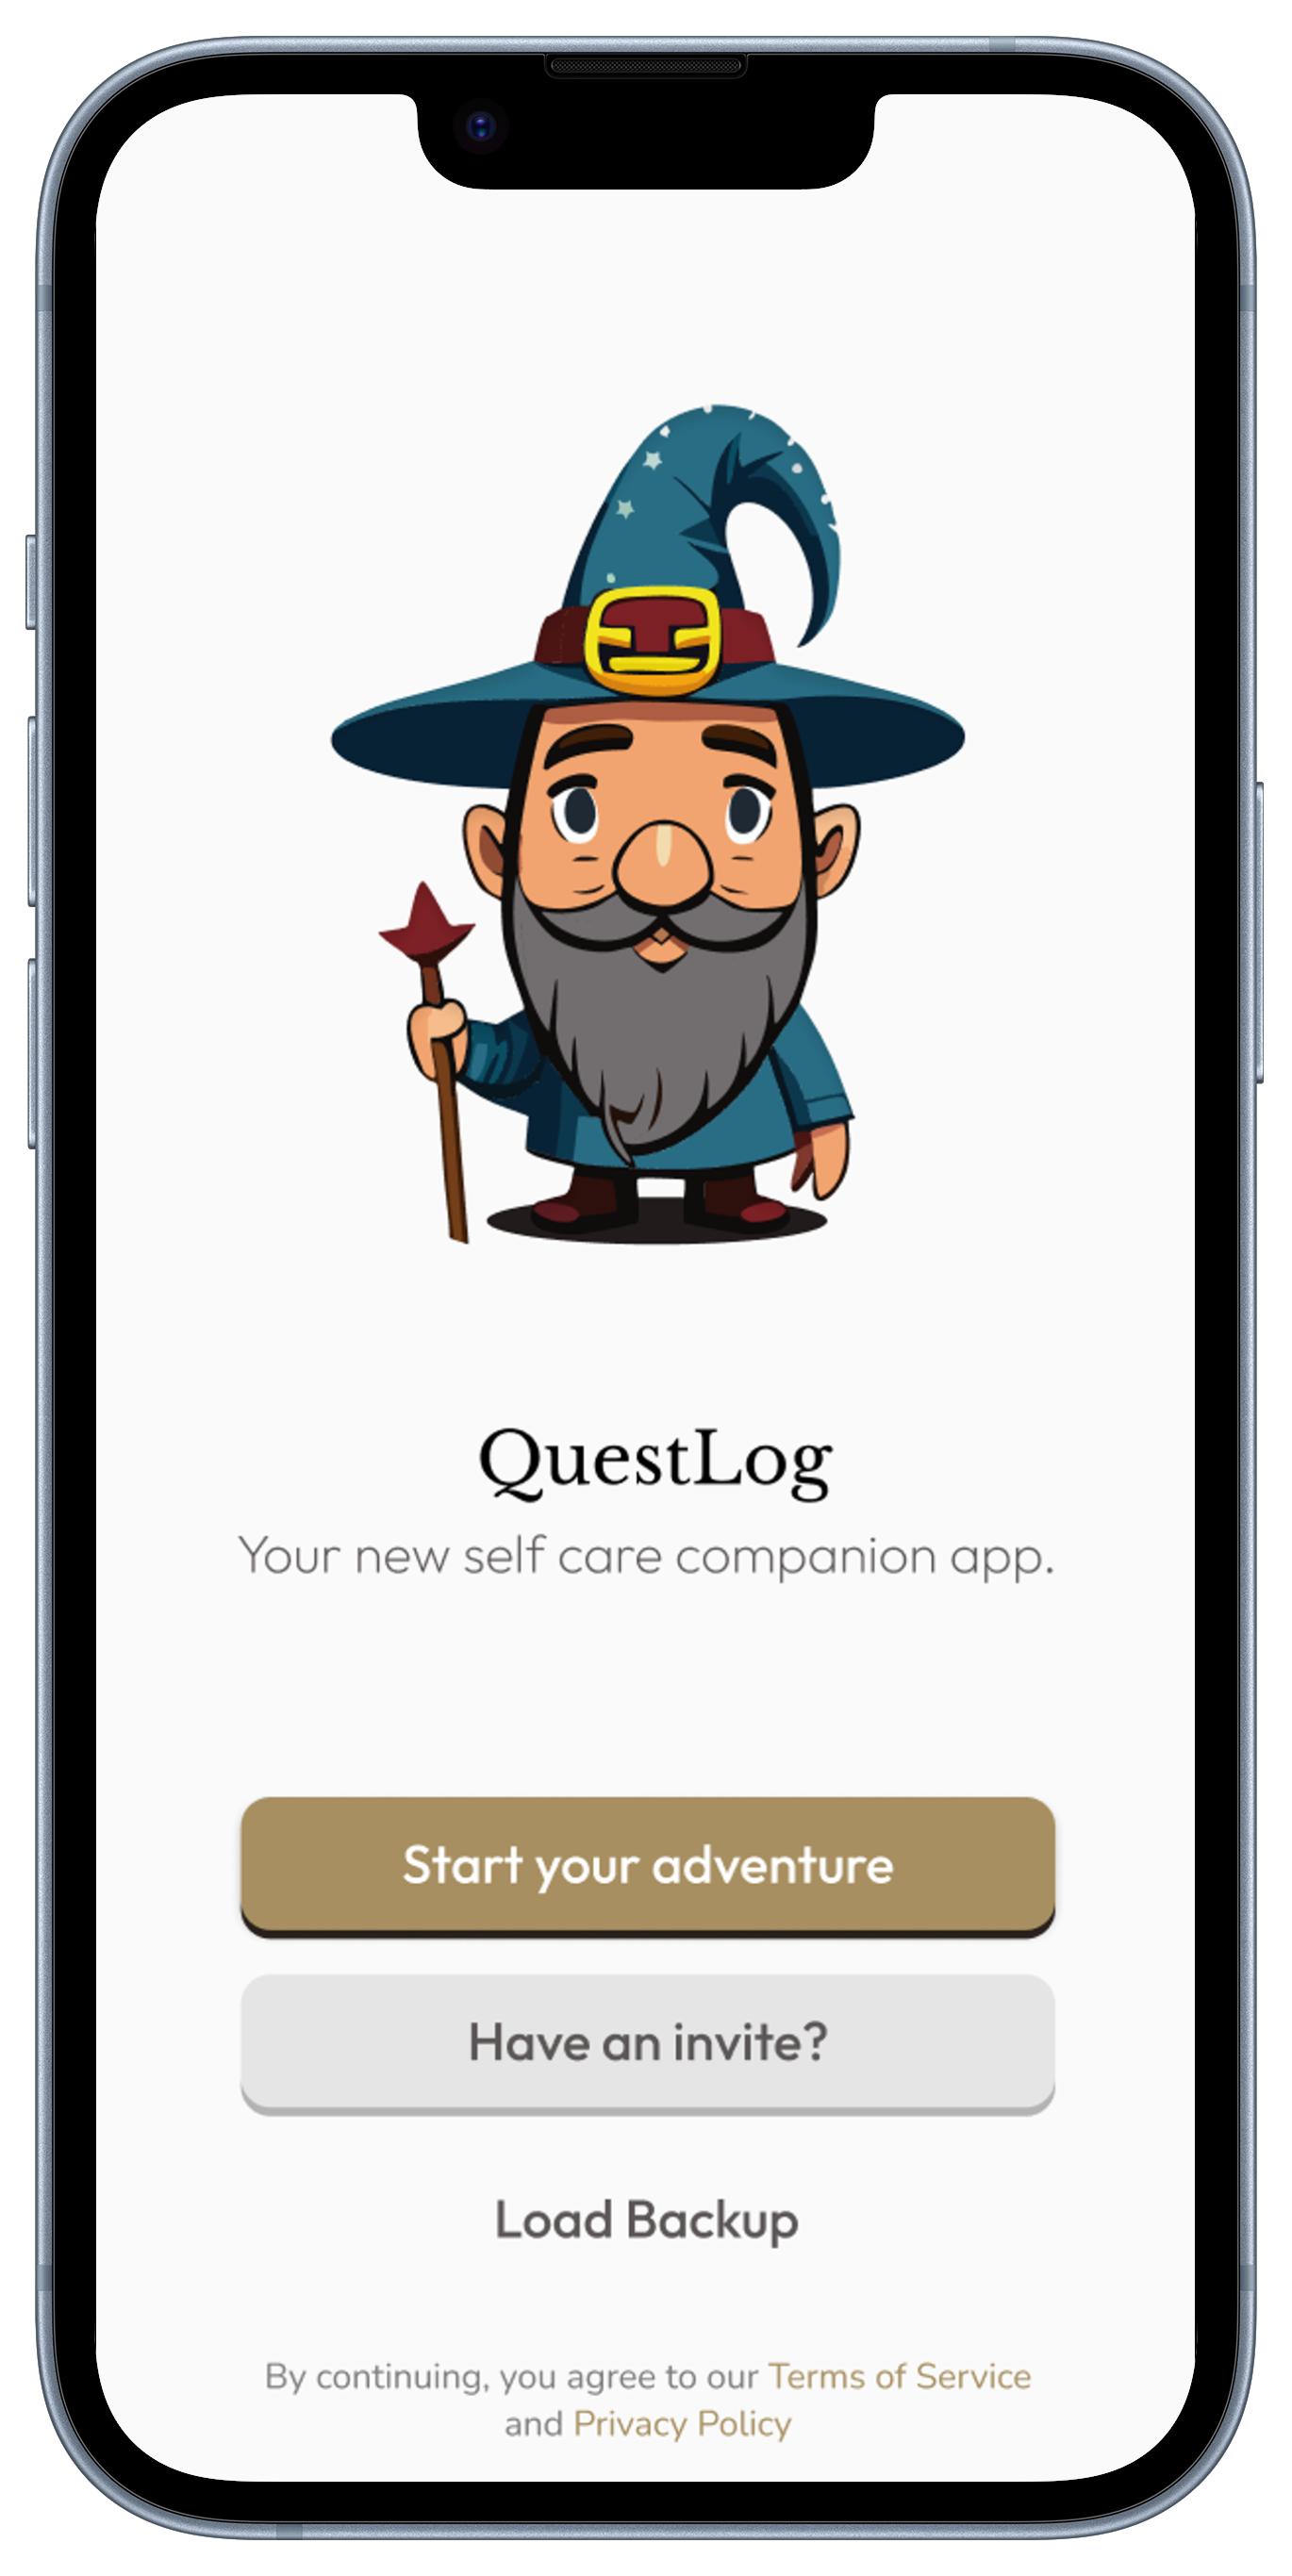 QuestLog
Your new self care companion app.
Start your adventure
Have an invite?
Load Backup
By continuing, you agree to our Terms of Service
and Privacy Policy